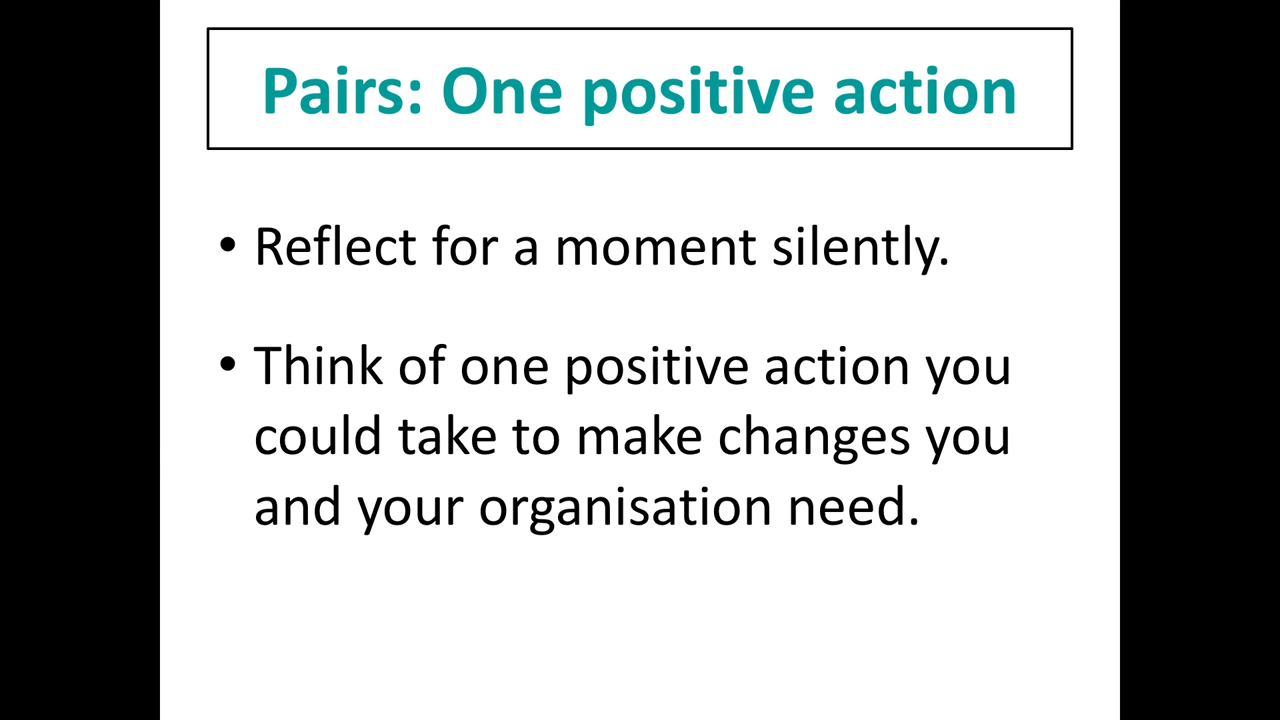 Pairs: One positive action
• Reflect for a moment silently.
• Think of one positive action you
could take to make changes you
and your organisation need.